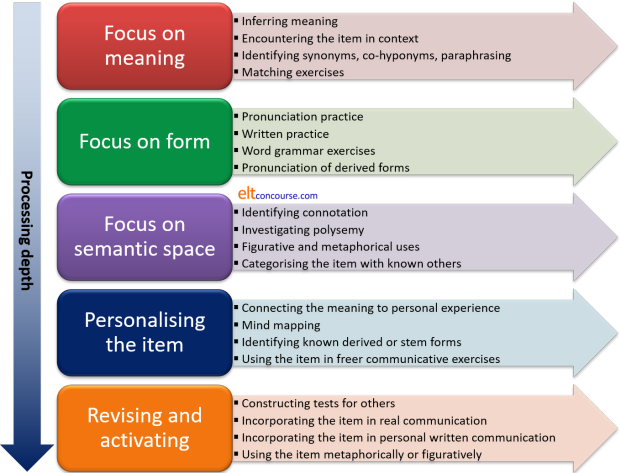 Processing depth
Focus on
meaning
▪ Inferring meaning
▪ Encountering the item in context
▪ Identifying synonyms, co-hyponyms, paraphrasing
▪ Matching exercises
Focus on form
▪ Pronunciation practice
▪ Written practice
▪ Word grammar exercises
▪ Pronunciation of derived forms
eltconcourse.com
Focus on
semantic space
▪ Identifying connotation
▪ Investigating polysemy
▪ Figurative and metaphorical uses
▪ Categorising the item with known others
Personalising
the item
▪ Connecting the meaning to personal experience
▪ Mind mapping
▪ Identifying known derived or stem forms
▪ Using the item in freer communicative exercises
Revising and
activating
▪ Constructing tests for others
▪ Incorporating the item in real communication
▪ Incorporating the item in personal written communication
▪ Using the item metaphorically or figuratively